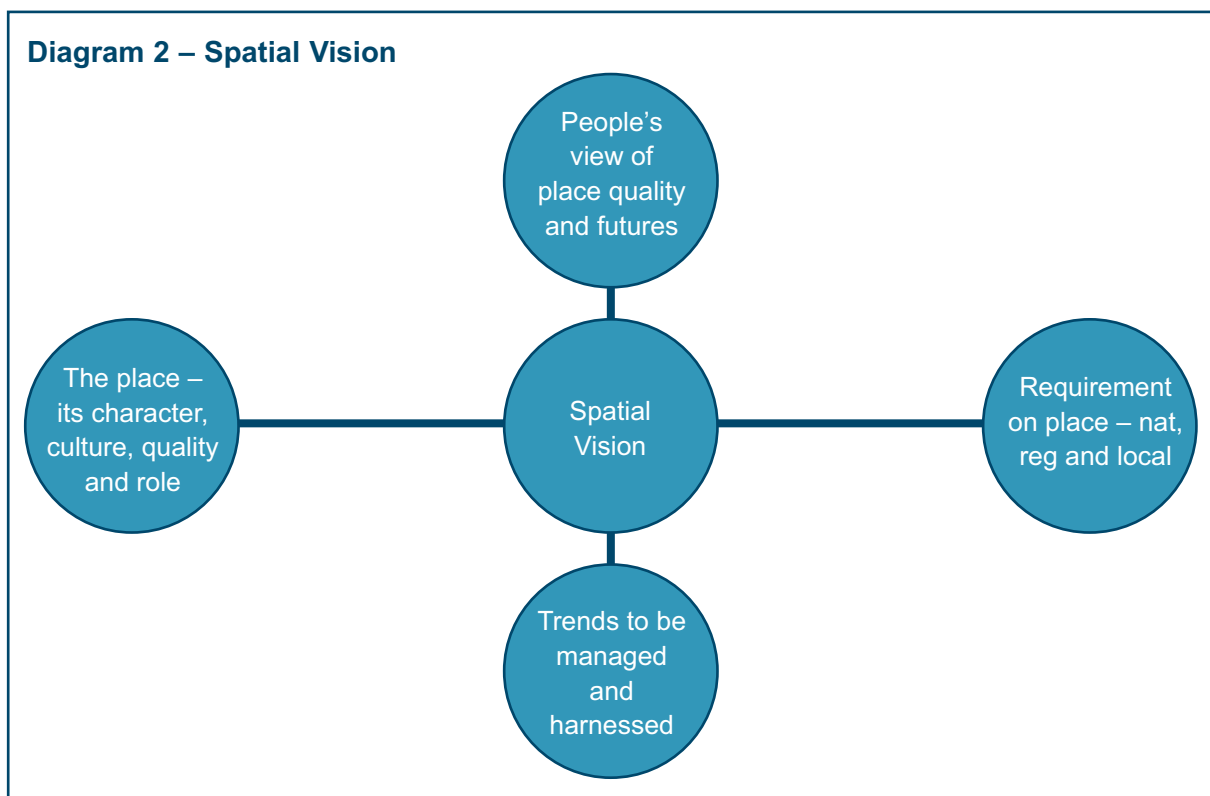 Diagram 2 – Spatial Vision
People’s
view of
place quality
and futures
The place –
its character,
culture, quality
and role
Spatial
Vision
Requirement
on place – nat,
reg and local
Trends to be
managed
and
harnessed